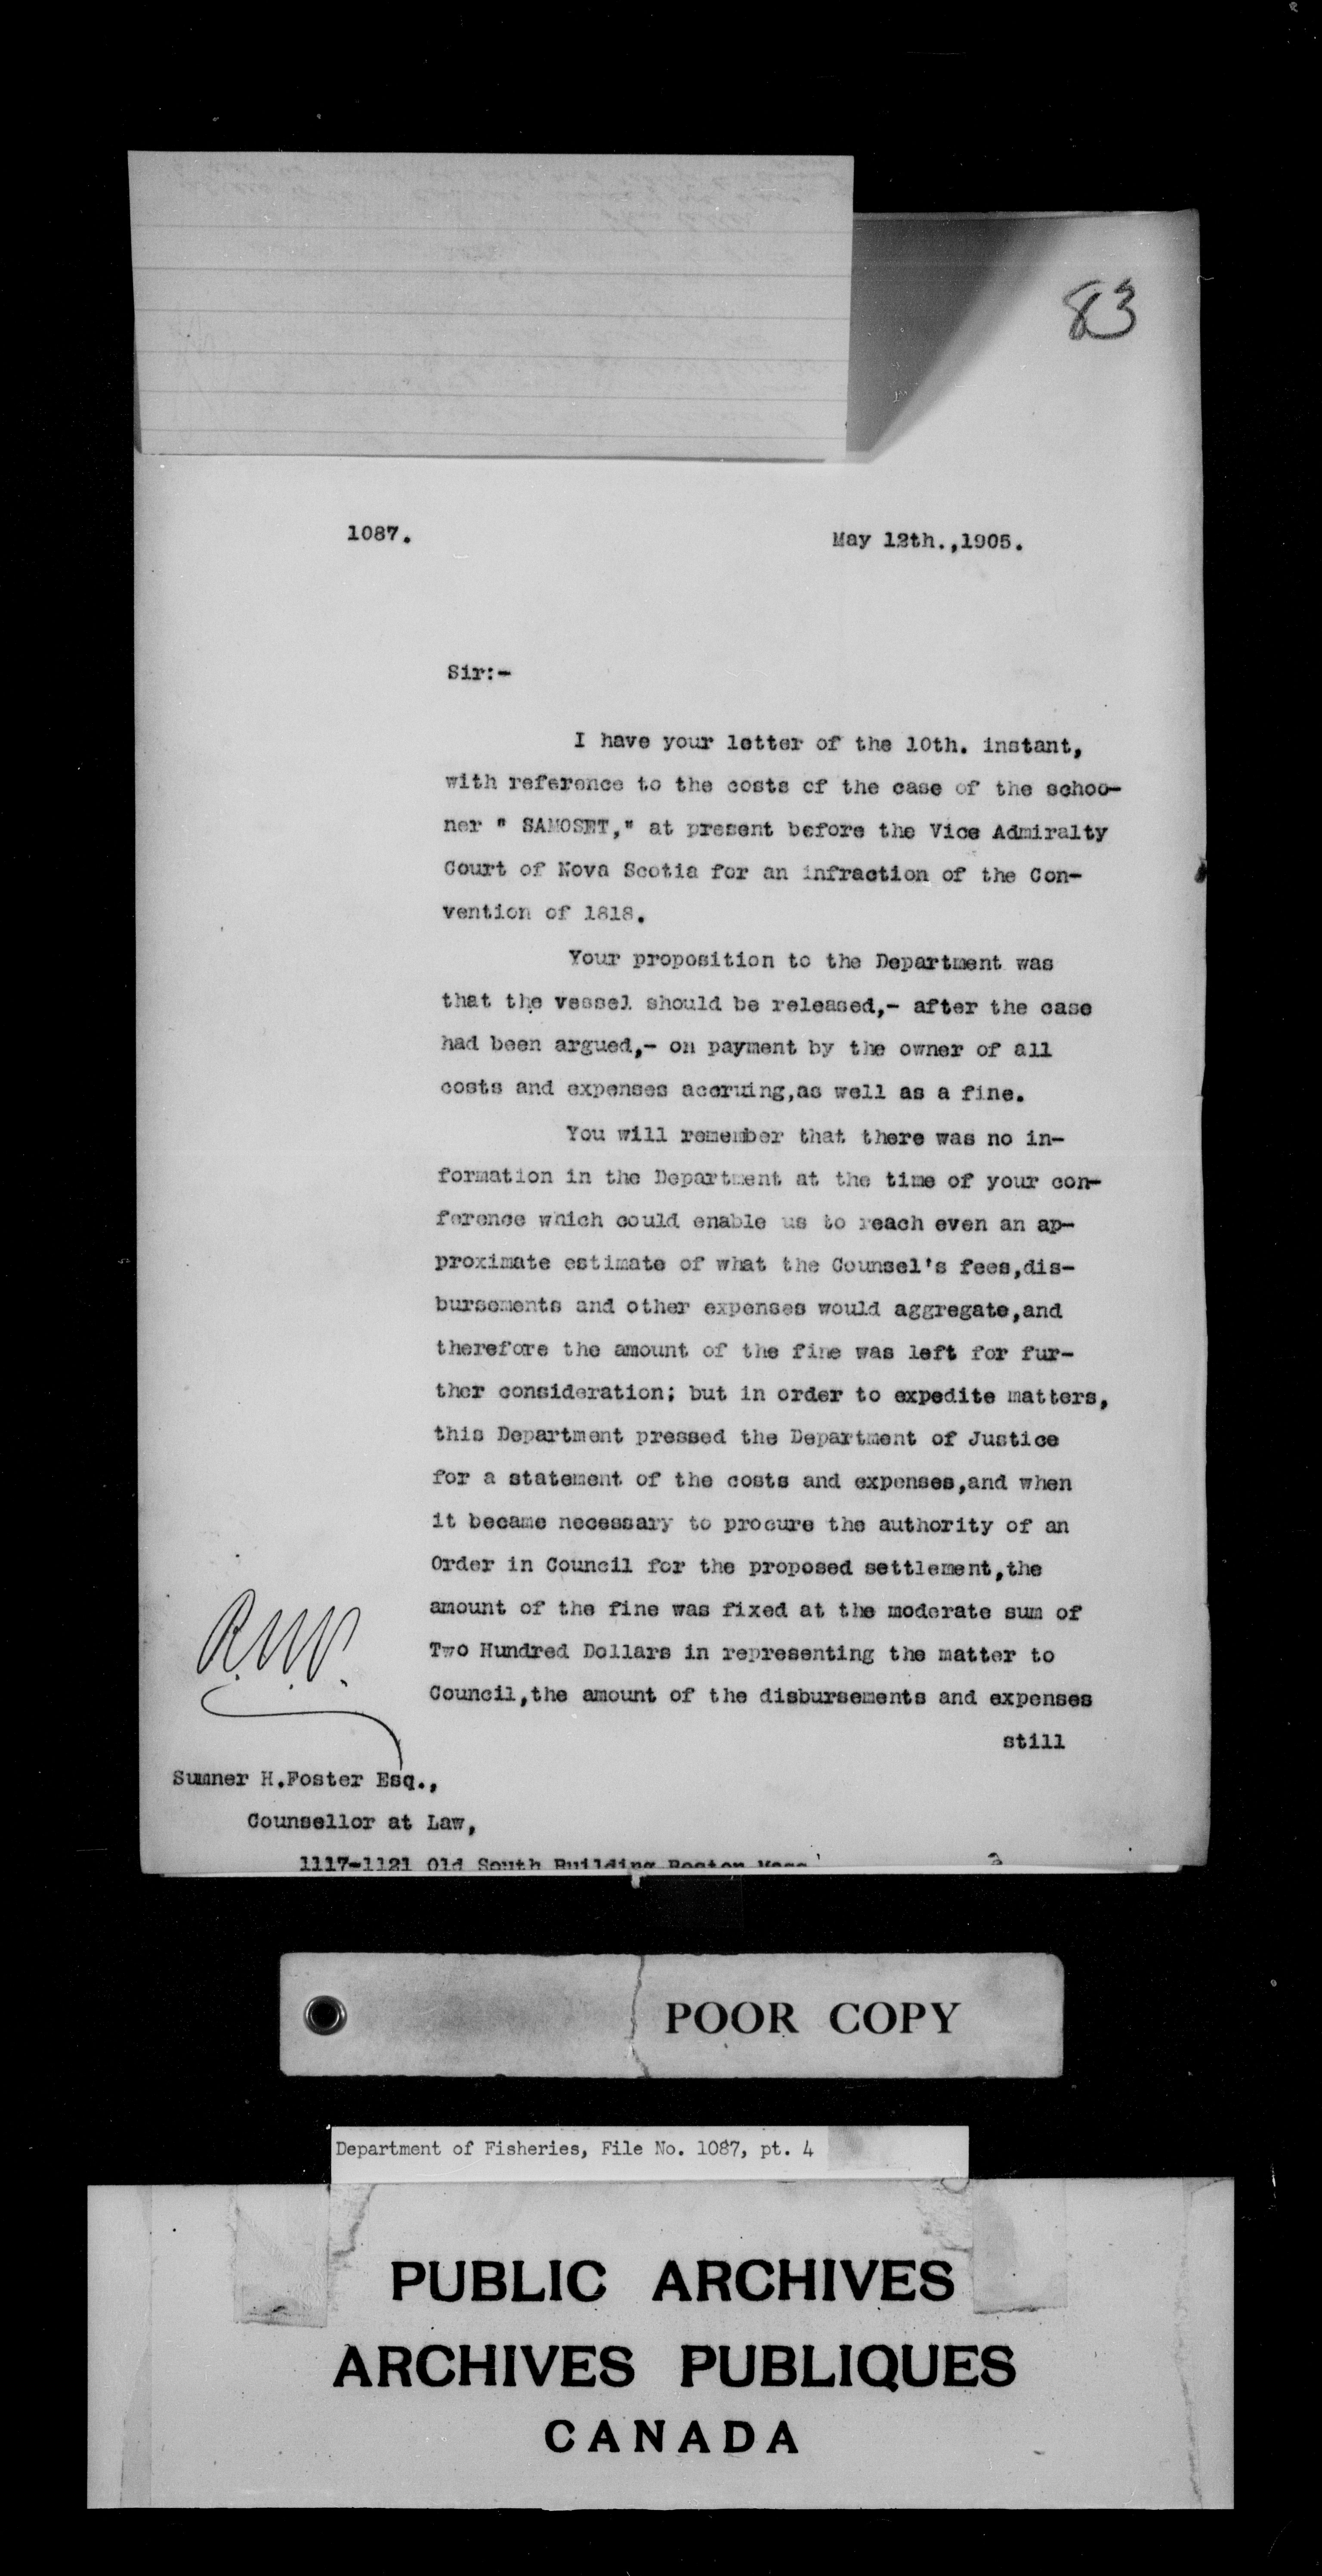 83
1087.
May 12th.,1905.
Sir:-
I have your letter of the 10th. instant,
with reference to the costs of the case of the schoo-
ner " SAMOSET," at present before the Vice Admiralty
Court of Nova Scotia for an infraction of the Con-
vention of 1818.
Your proposition to the Department was
that the vessel should be released,- after the case
had been argued,- on payment by the owner of all
costs and expenses accruing,as well as a fine.
You will remember that there was no in-
formation in the Department at the time of your con-
ference which could enable us to reach even an ap-
proximate estimate of what the Counsel's fees,dis-
bursements and other expenses would aggregate,and
therefore the amount of the fine was left for fur-
ther consideration; but in order to expedite matters,
this Department pressed the Department of Justice
for a statement of the costs and expenses,and when
it became necessary to procure the authority of an
Order in Council for the proposed settlement,the
amount of the fine was fixed at the moderate sum of
Two Hundred Dollars in representing the matter to
Council,the amount of the disbursements and expenses
still
Sumner H.Foster Esq.,
Counsellor at Law,
1117-1121 Old South Building Boston Mass
POOR COPY
Department of Fisheries, File No. 1087, pt. 4
PUBLIC ARCHIVES
ARCHIVES PUBLIQUES
CANADA